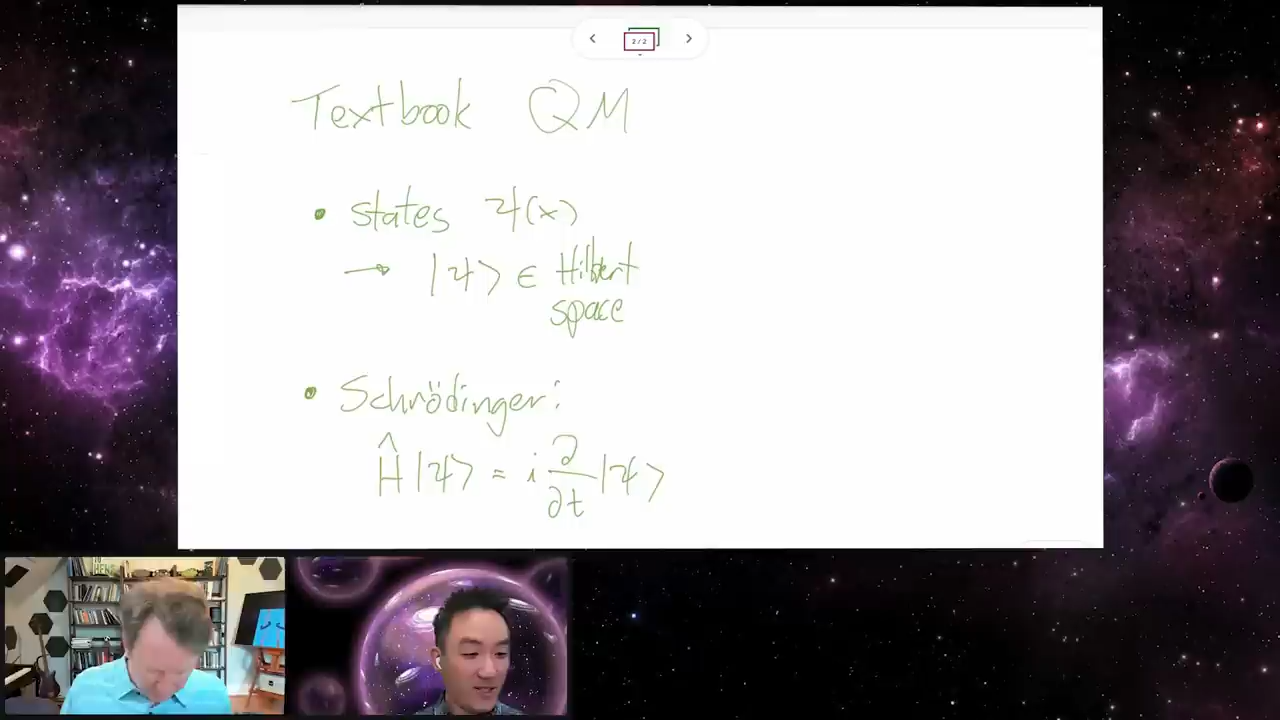 2 / 2
Textbook QM
• states ψ(x)
→ |ψ⟩ ∈ Hilbert
space
• Schrödinger:
Ĥ|ψ⟩ = i ∂/∂t |ψ⟩